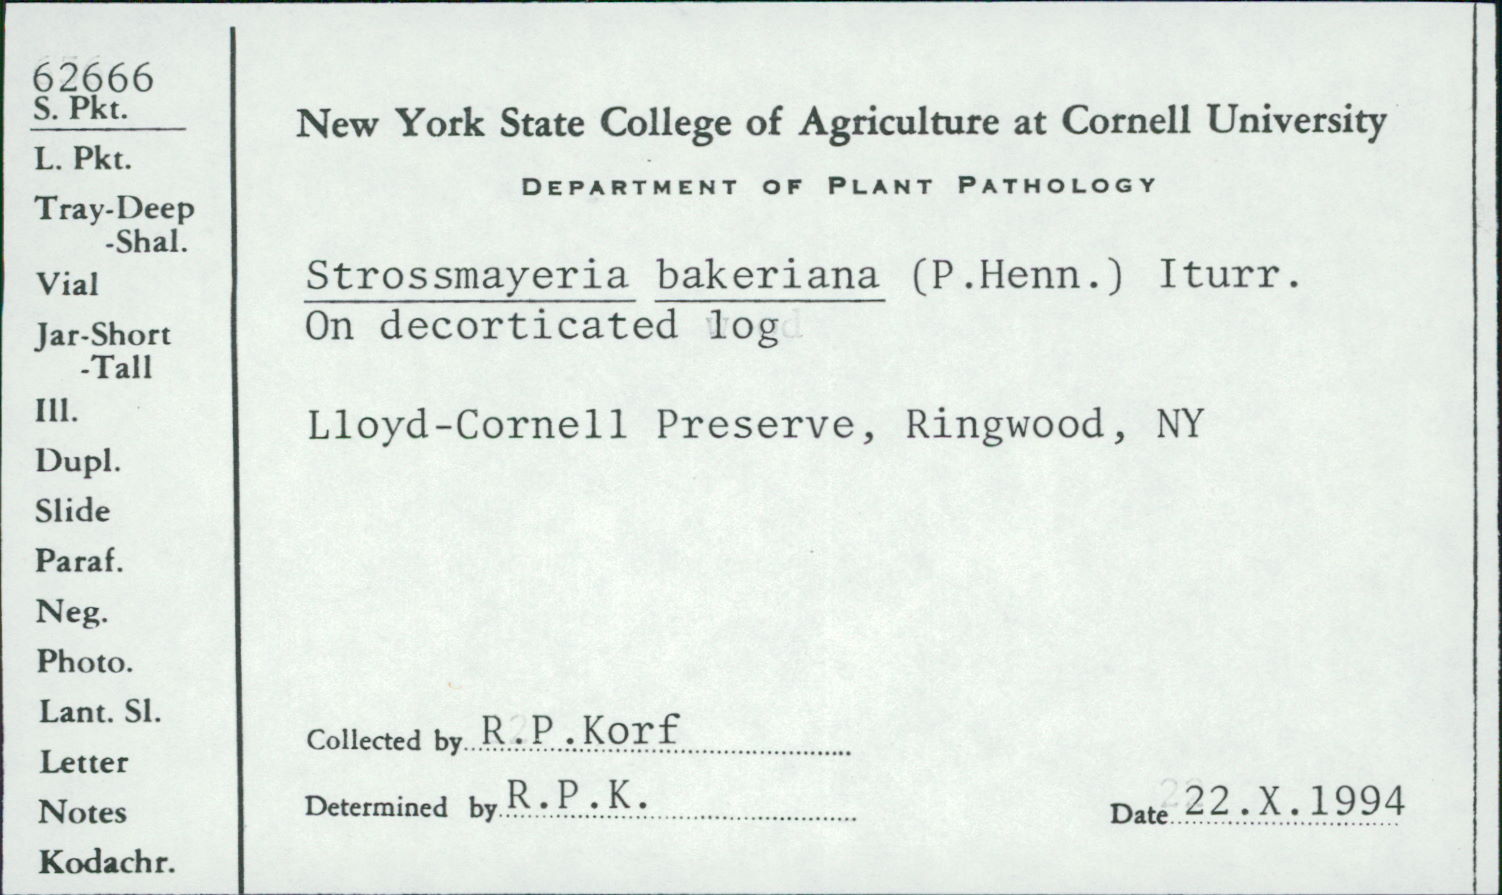 62666
S. Pkt.
L. Pkt.
Tray-Deep
-Shal.
Vial
Jar-Short
-Tall
Ill.
Dupl.
Slide
Paraf.
Neg.
Photo.
Lant. Sl.
Letter
Notes
Kodachr.
New York State College of Agriculture at Cornell University
DEPARTMENT OF PLANT PATHOLOGY
Strossmayeria bakeriana (P.Henn.) Iturr.
On decorticated log
Lloyd-Cornell Preserve, Ringwood, NY
Collected by R.P.Korf
Determined by R.P.K.
Date 22.X.1994